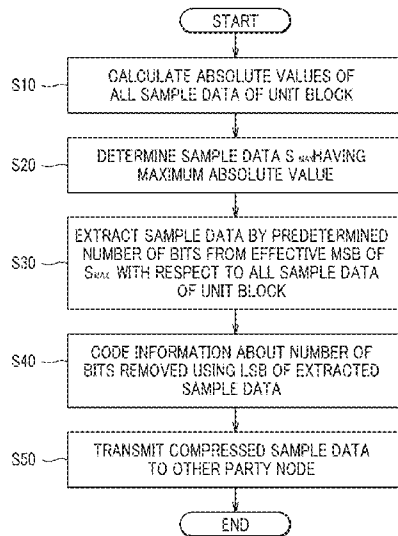 START
S10
CALCULATE ABSOLUTE VALUES OF
ALL SAMPLE DATA OF UNIT BLOCK
S20
DETERMINE SAMPLE DATA SMAX HAVING
MAXIMUM ABSOLUTE VALUE
S30
EXTRACT SAMPLE DATA BY PREDETERMINED
NUMBER OF BITS FROM EFFECTIVE MSB OF
SMAX WITH RESPECT TO ALL SAMPLE DATA
OF UNIT BLOCK
S40
CODE INFORMATION ABOUT NUMBER OF
BITS REMOVED USING LSB OF EXTRACTED
SAMPLE DATA
S50
TRANSMIT COMPRESSED SAMPLE DATA
TO OTHER PARTY NODE
END